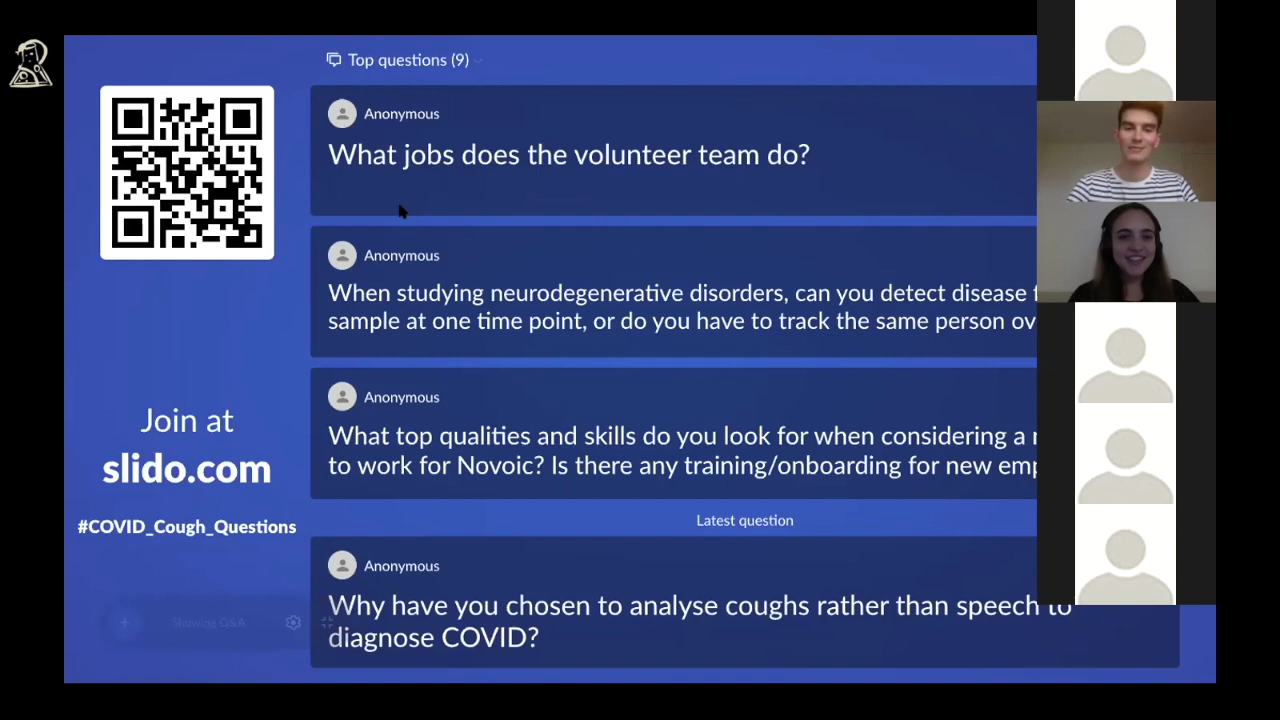 Top questions (9)
Anonymous
What jobs does the volunteer team do?
Anonymous
When studying neurodegenerative disorders, can you detect disease
sample at one time point, or do you have to track the same person
Anonymous
What top qualities and skills do you look for when considering a
to work for Novoic? Is there any training/onboarding for new
Latest question
Anonymous
Why have you chosen to analyse coughs rather than speech to
diagnose COVID?
Join at
slido.com
#COVID_Cough_Questions
Showing Q&A